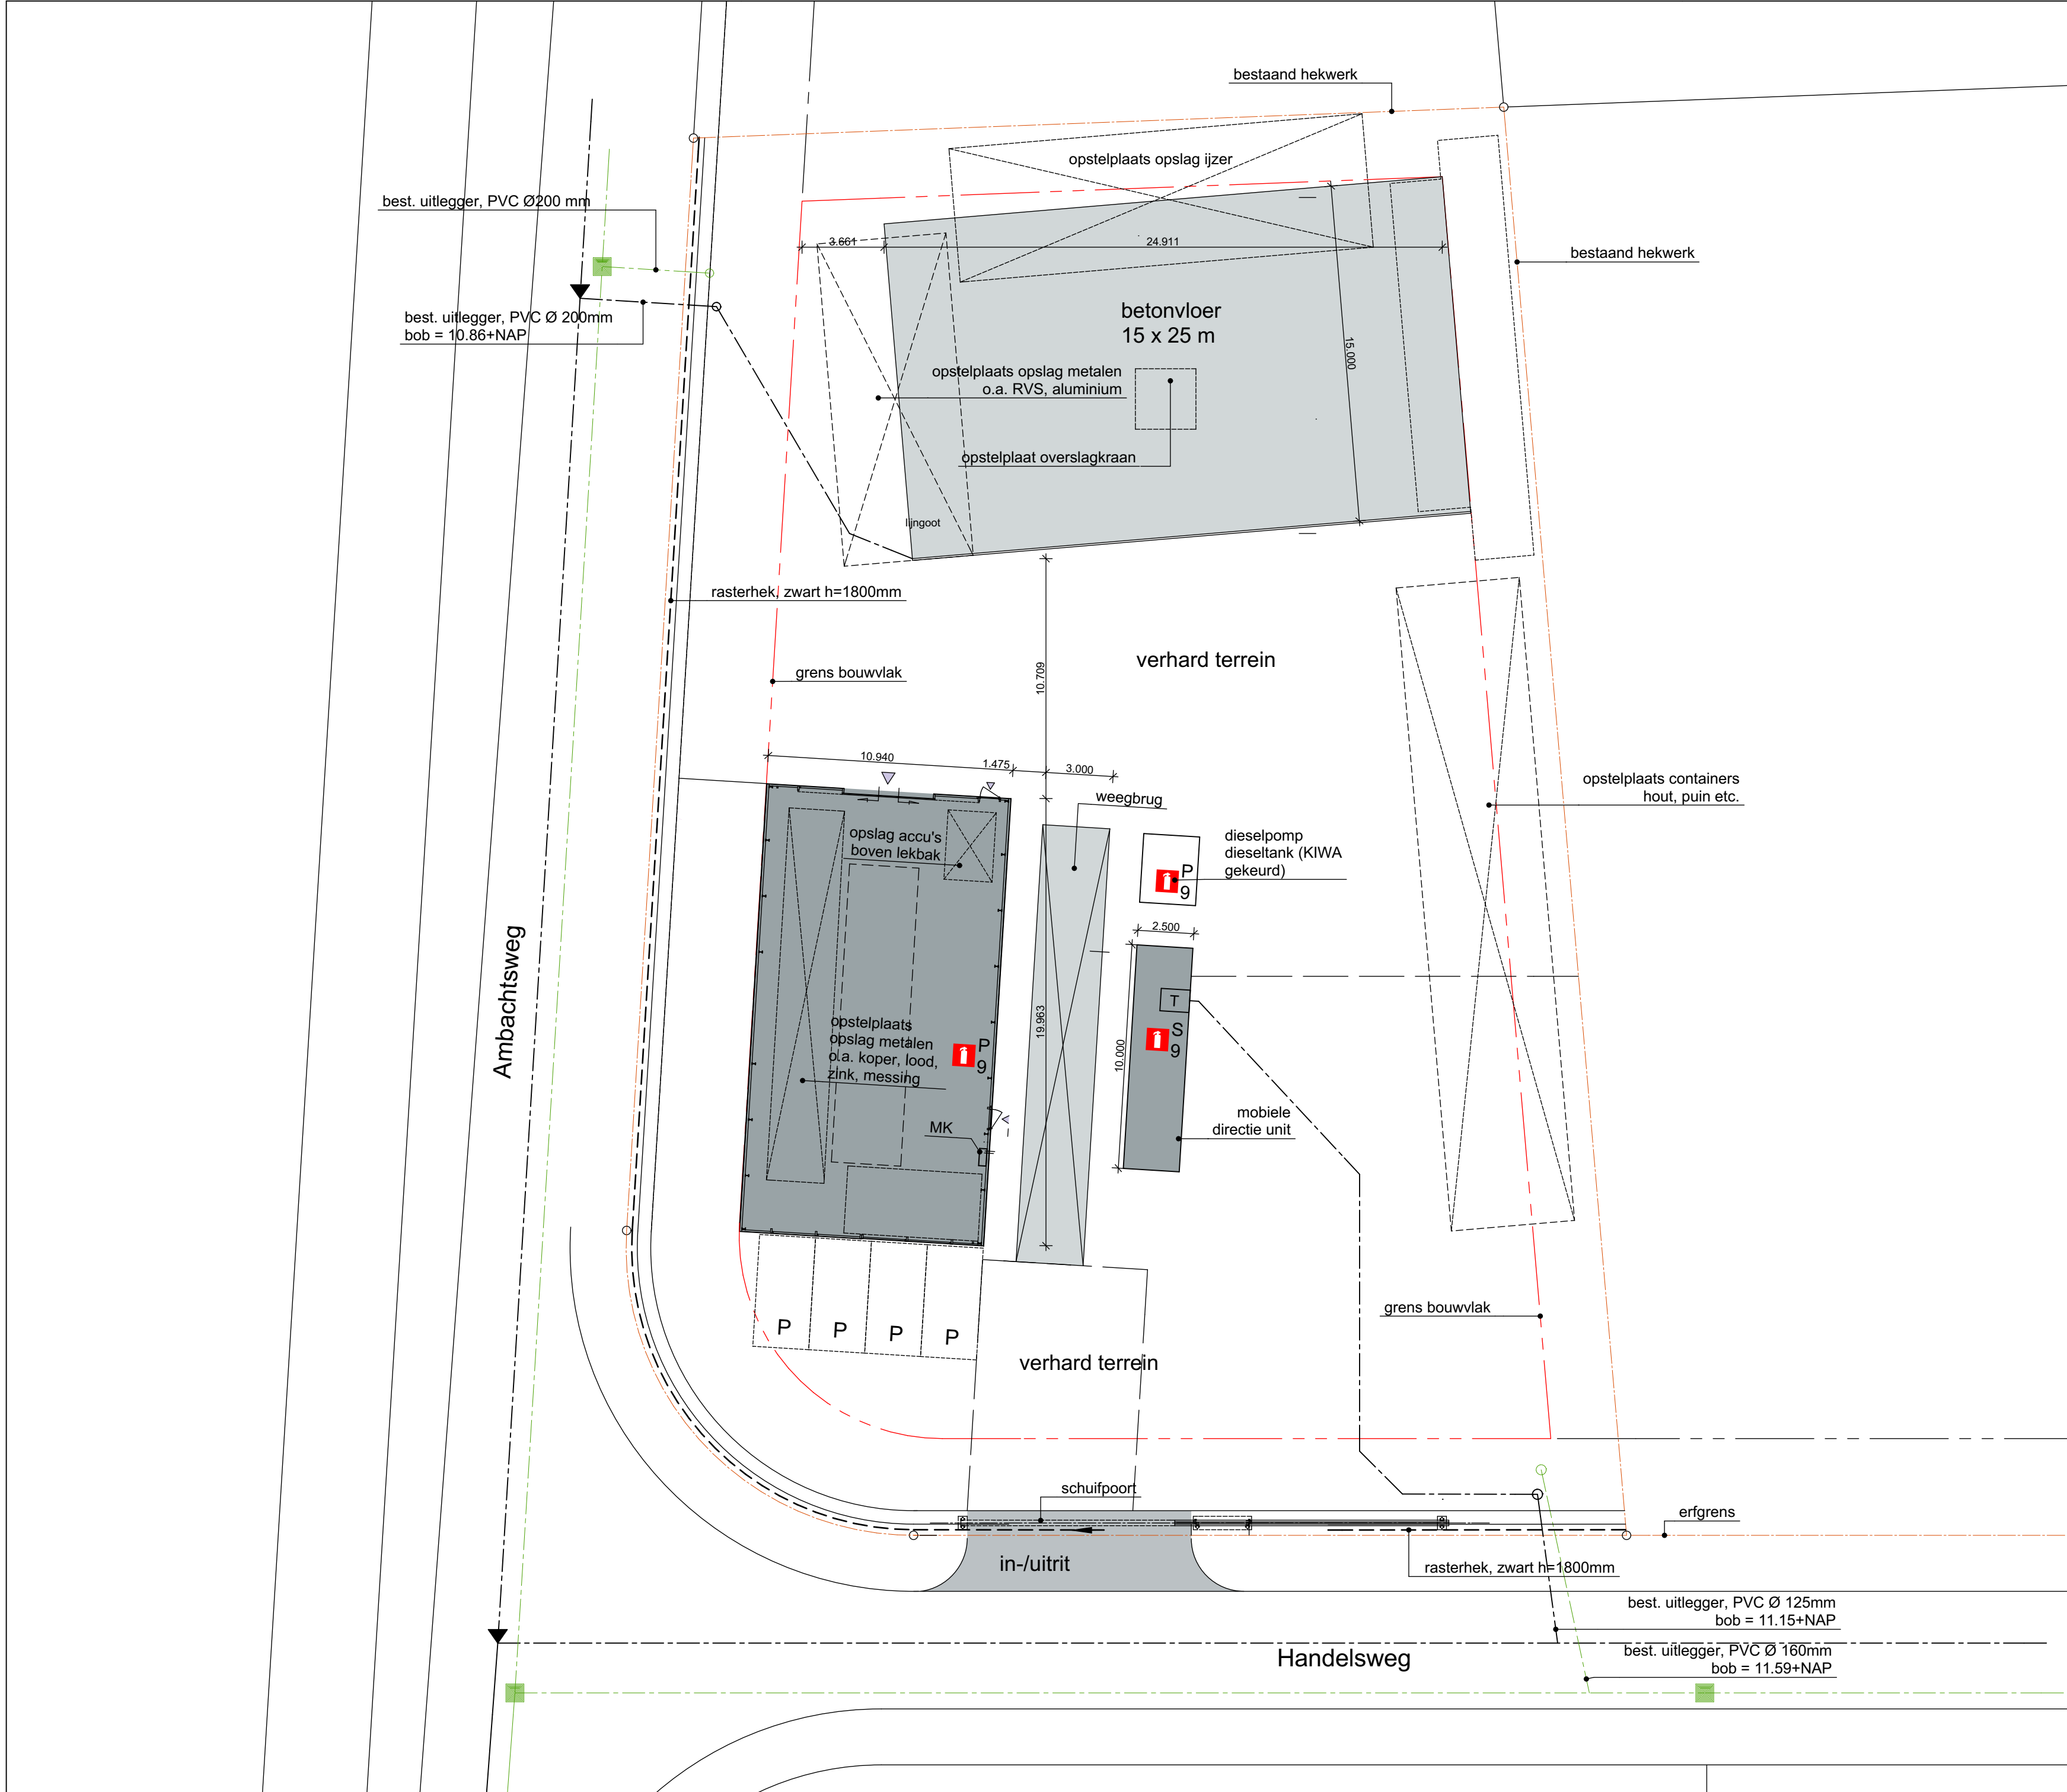 bestaand hekwerk
opstelplaats opslag ijzer
best. uitlegger, PVC Ø200 mm
3.661
24.911
bestaand hekwerk
best. uitlegger, PVC Ø 200mm
bob = 10.86+NAP
betonvloer
15 x 25 m
15.000
opstelplaats opslag metalen
o.a. RVS, aluminium
opstelplaat overslagkraan
lijngoot
rasterhek, zwart h=1800mm
verhard terrein
grens bouwvlak
10.709
10.940
1.475
3.000
weegbrug
opstelplaats containers
hout, puin etc.
opslag accu's
boven lekbak
dieselpomp
dieseltank (KIWA
gekeurd)
P
9
2.500
Ambachtsweg
T
opstelplaats
opslag metalen
o.a. koper, lood,
zink, messing
P
9
19.963
10.000
S
9
MK
mobiele
directie unit
grens bouwvlak
P
P
P
P
verhard terrein
schuifpoort
erfgrens
in-/uitrit
rasterhek, zwart h=1800mm
best. uitlegger, PVC Ø 125mm
bob = 11.15+NAP
Handelsweg
best. uitlegger, PVC Ø 160mm
bob = 11.59+NAP